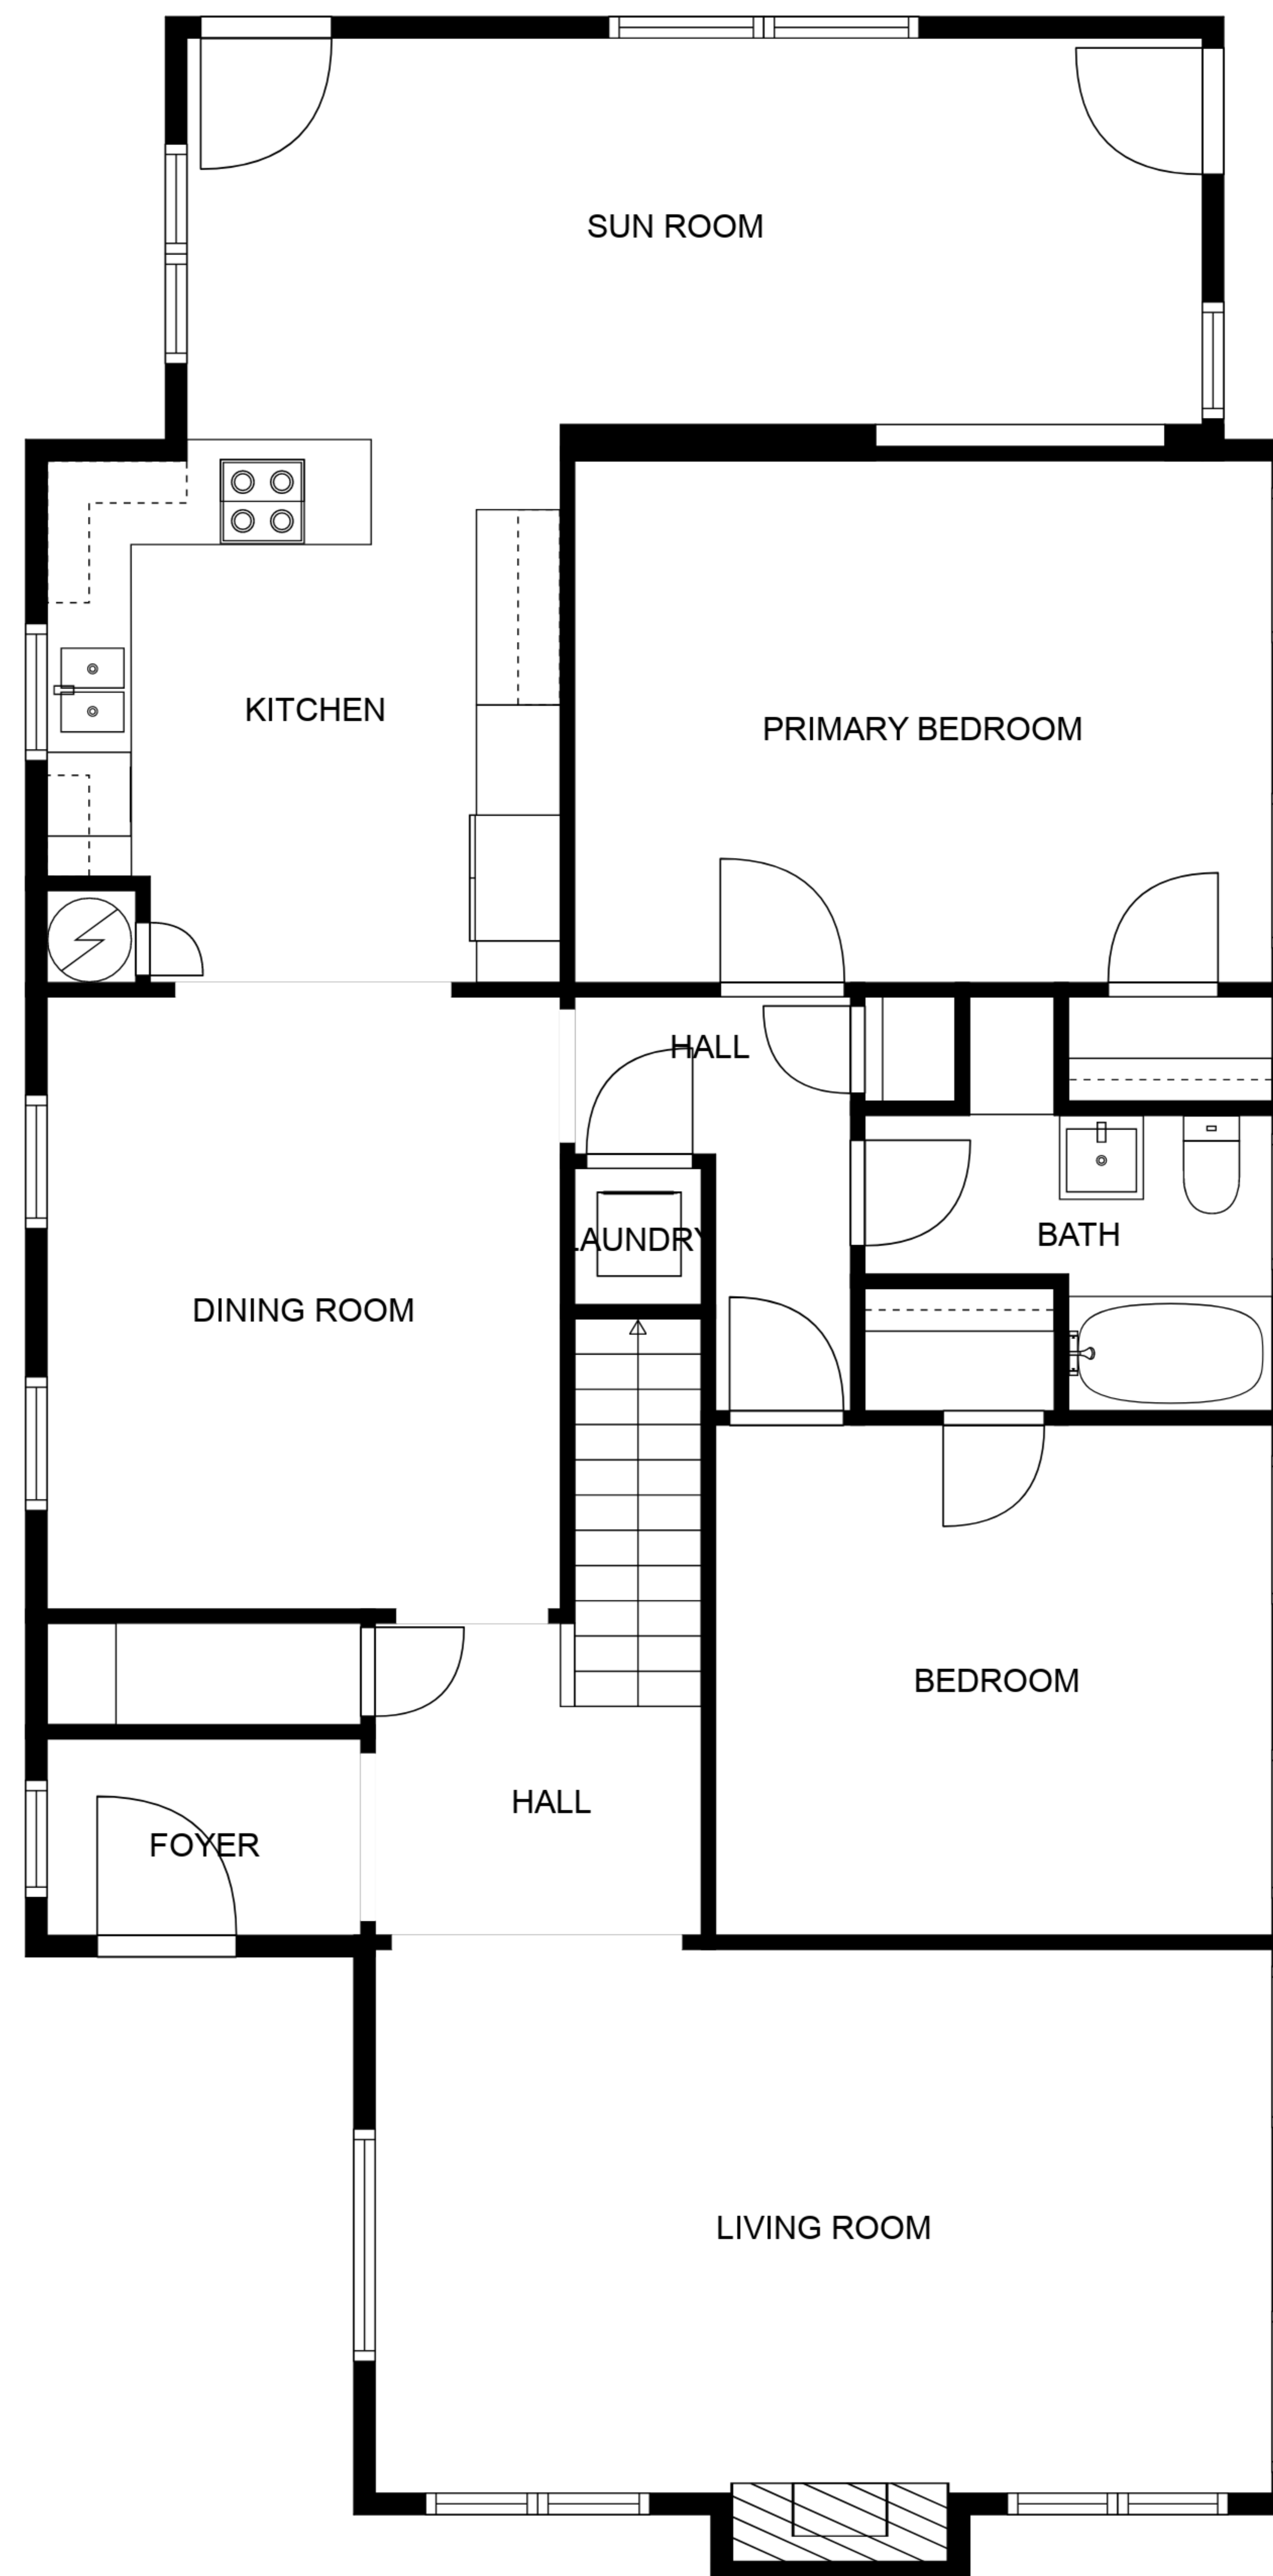 SUN ROOM
KITCHEN
PRIMARY BEDROOM
HALL
LAUNDRY
BATH
DINING ROOM
BEDROOM
HALL
FOYER
LIVING ROOM